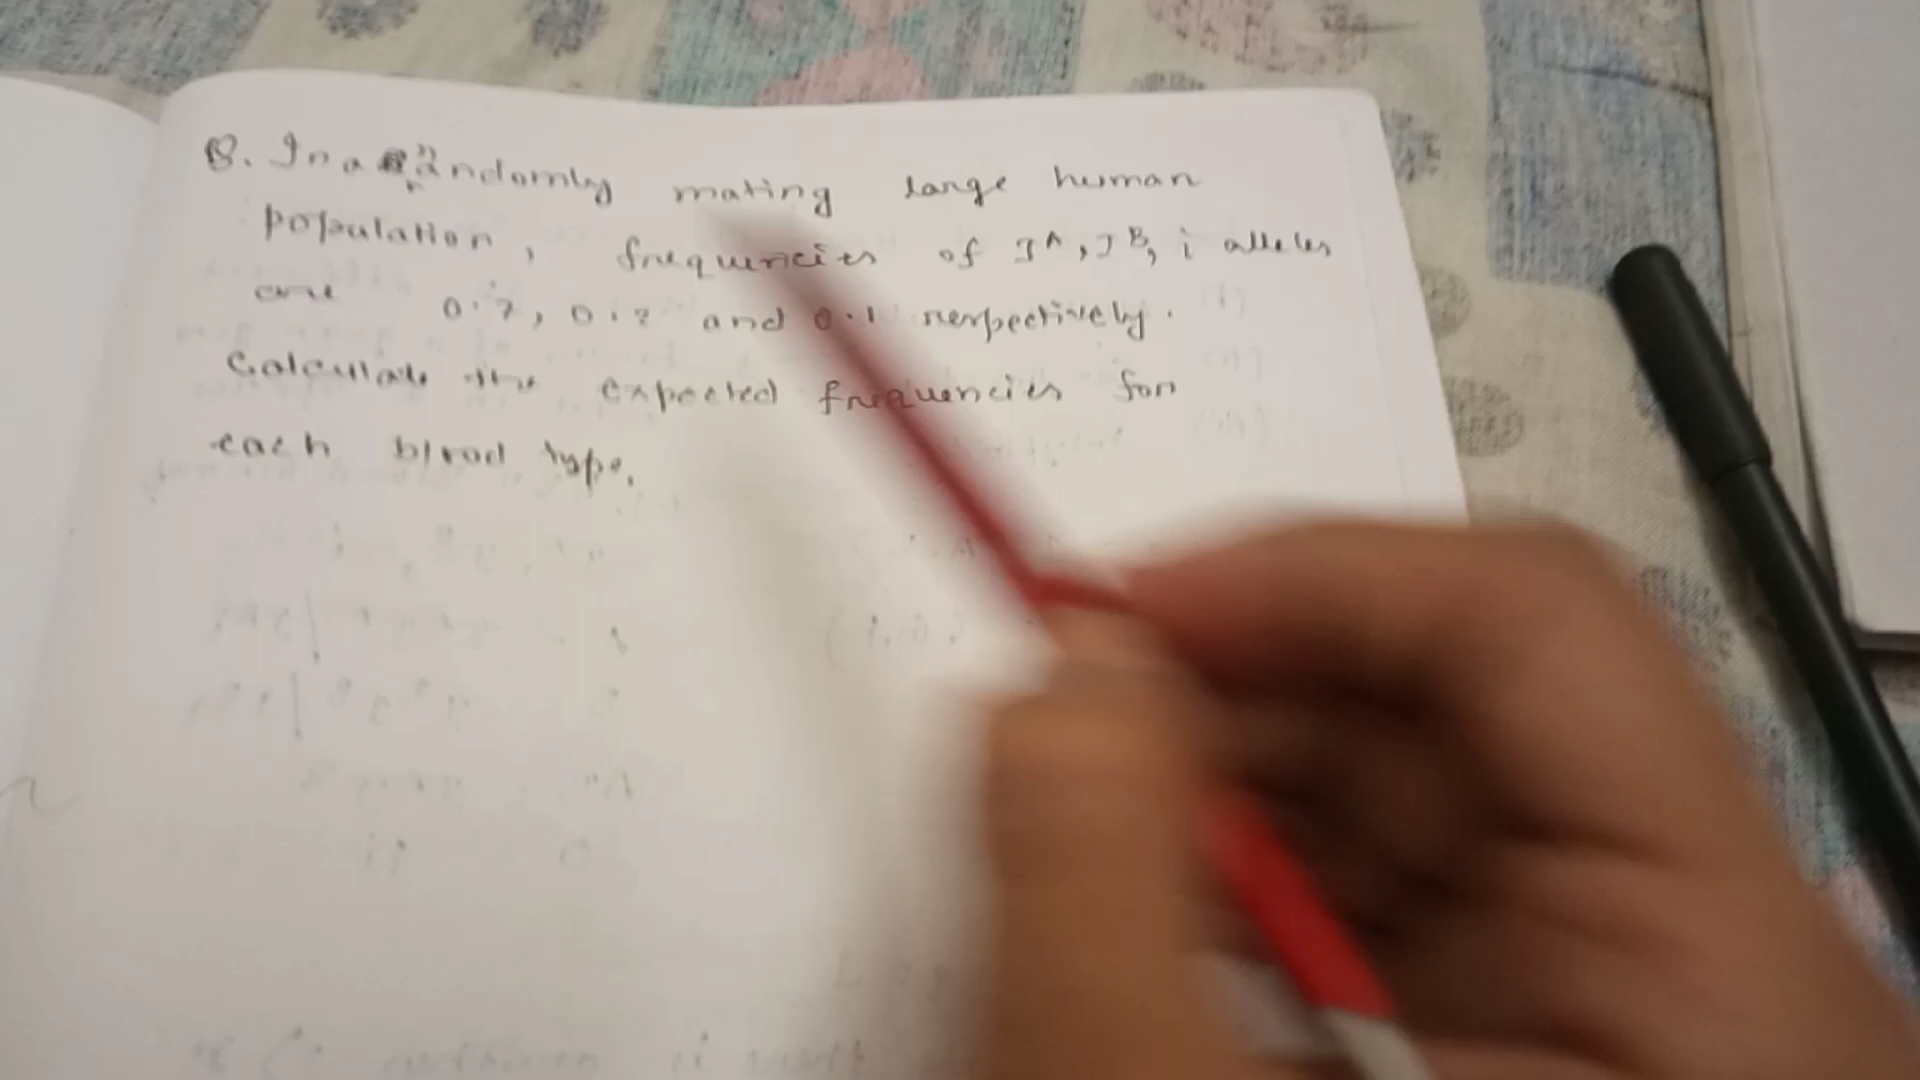 Q. In a randomly mating large human
population, frequencies of I^A, I^B, i alleles
are 0.7, 0.2 and 0.1 respectively.
Calculate the expected frequencies for
each blood type.